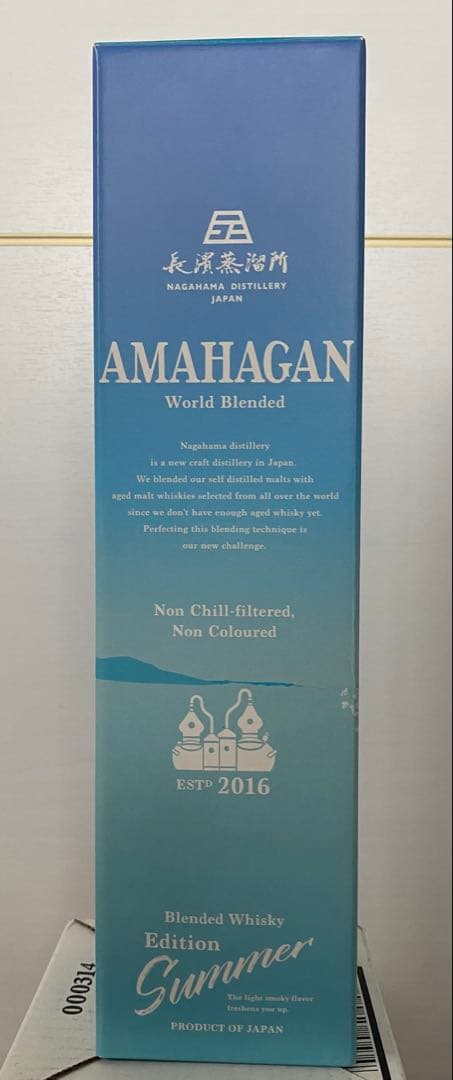 長濱蒸溜所
NAGAHAMA DISTILLERY
JAPAN
AMAHAGAN
World Blended
Nagahama distillery
is a new craft distillery in Japan.
We blended our self distilled malts with
aged malt whiskies selected from all over the world
since we don't have enough aged whisky yet.
Perfecting this blending technique is
our new challenge.
Non Chill-filtered,
Non Coloured
ESTD 2016
Blended Whisky
Edition
Summer
The light smoky flavor
freshens you up.
PRODUCT OF JAPAN
000314